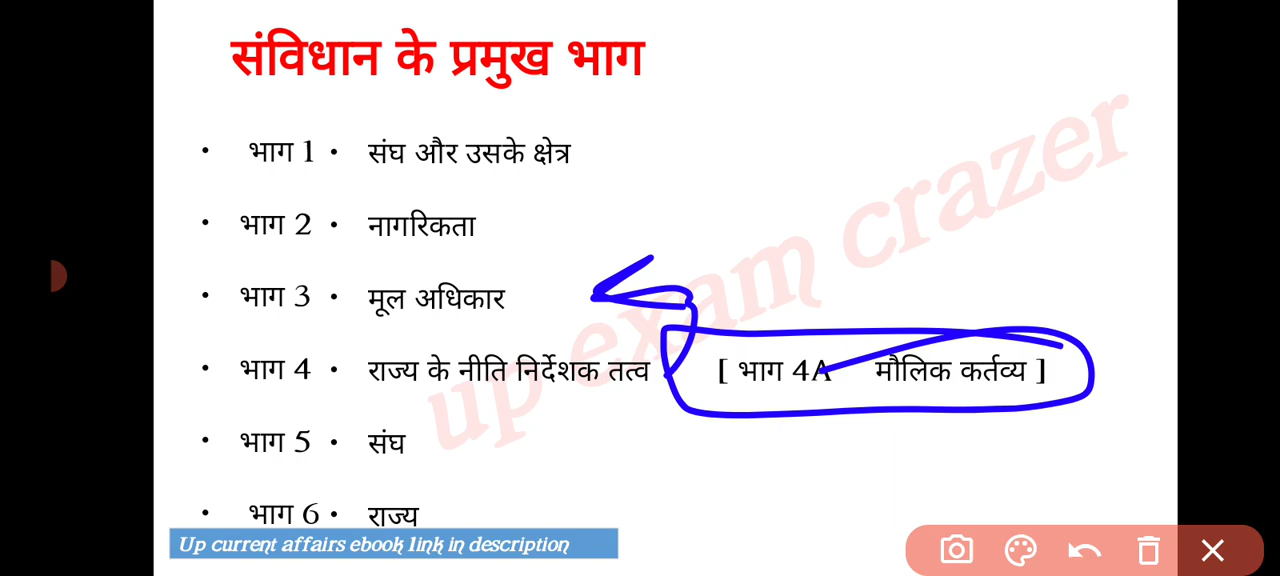 संविधान के प्रमुख भाग
• भाग 1 • संघ और उसके क्षेत्र
• भाग 2 • नागरिकता
• भाग 3 • मूल अधिकार
• भाग 4 • राज्य के नीति निर्देशक तत्व [ भाग 4A मौलिक कर्तव्य ]
• भाग 5 • संघ
• भाग 6 • राज्य
up exam crazer
Up current affairs ebook link in description